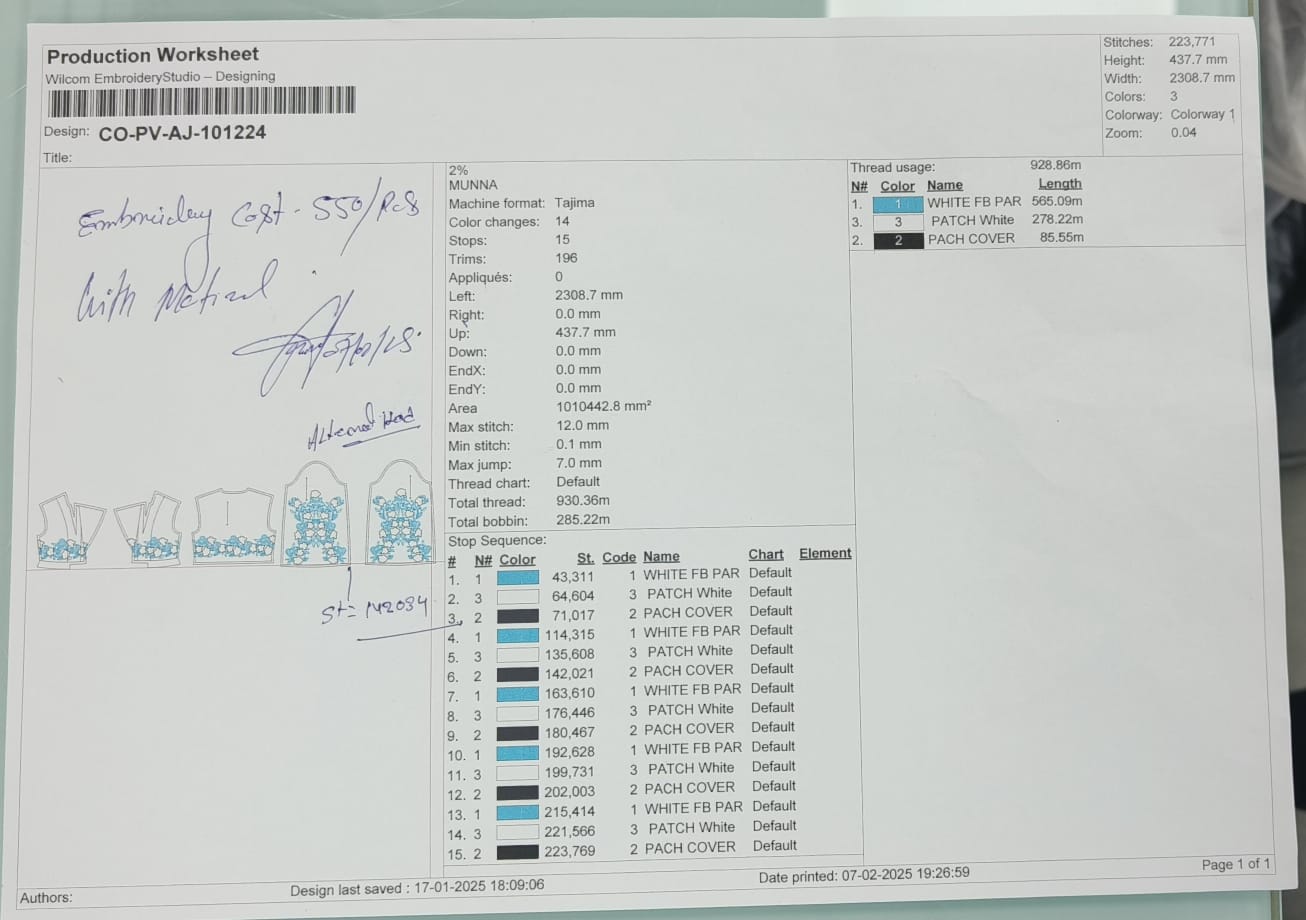 Production Worksheet
Wilcom EmbroideryStudio – Designing
Design: CO-PV-AJ-101224
Title:
Stitches: 223,771
Height: 437.7 mm
Width: 2308.7 mm
Colors: 3
Colorway: Colorway 1
Zoom: 0.04
Embroidery Cost - 550/Pcs
With Material
Alternat Head
St = 142034
2%
MUNNA
Machine format: Tajima
Color changes: 14
Stops: 15
Trims: 196
Appliqués: 0
Left: 2308.7 mm
Right: 0.0 mm
Up: 437.7 mm
Down: 0.0 mm
EndX: 0.0 mm
EndY: 0.0 mm
Area 1010442.8 mm²
Max stitch: 12.0 mm
Min stitch: 0.1 mm
Max jump: 7.0 mm
Thread chart: Default
Total thread: 930.36m
Total bobbin: 285.22m
Stop Sequence:
# N# Color St. Code Name Chart Element
1. 1 43,311 1 WHITE FB PAR Default
2. 3 64,604 3 PATCH White Default
3. 2 71,017 2 PACH COVER Default
4. 1 114,315 1 WHITE FB PAR Default
5. 3 135,608 3 PATCH White Default
6. 2 142,021 2 PACH COVER Default
7. 1 163,610 1 WHITE FB PAR Default
8. 3 176,446 3 PATCH White Default
9. 2 180,467 2 PACH COVER Default
10. 1 192,628 1 WHITE FB PAR Default
11. 3 199,731 3 PATCH White Default
12. 2 202,003 2 PACH COVER Default
13. 1 215,414 1 WHITE FB PAR Default
14. 3 221,566 3 PATCH White Default
15. 2 223,769 2 PACH COVER Default
Thread usage: 928.86m
N# Color Name Length
1. 1 WHITE FB PAR 565.09m
3. 3 PATCH White 278.22m
2. 2 PACH COVER 85.55m
Authors:
Design last saved : 17-01-2025 18:09:06
Date printed: 07-02-2025 19:26:59
Page 1 of 1